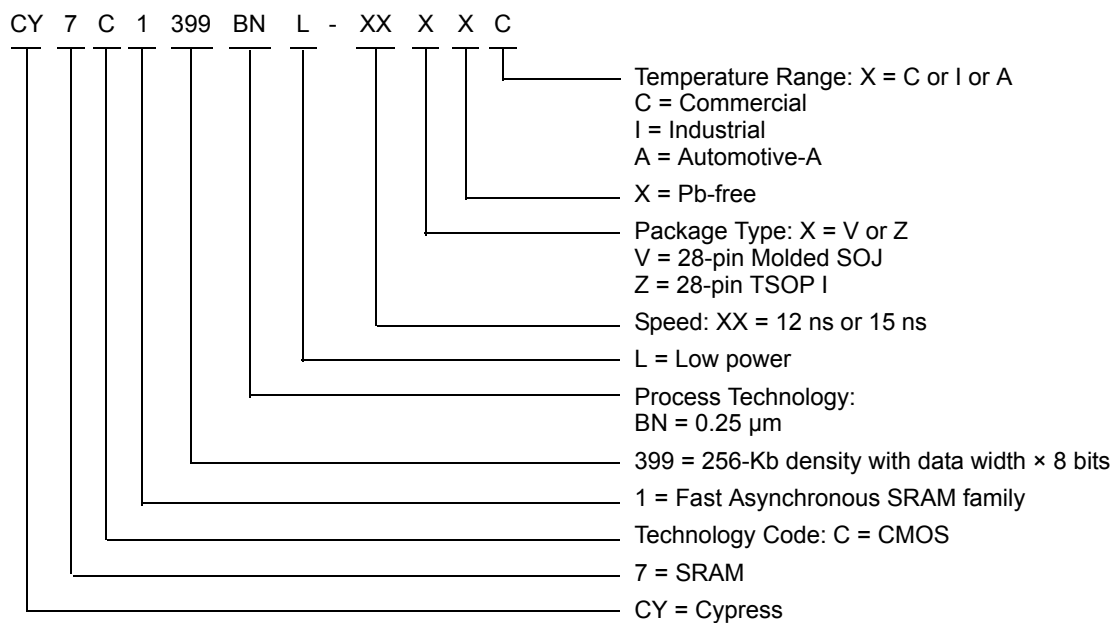 CY 7 C 1 399 BN L - XX X X C
Temperature Range: X = C or I or A
C = Commercial
I = Industrial
A = Automotive-A
X = Pb-free
Package Type: X = V or Z
V = 28-pin Molded SOJ
Z = 28-pin TSOP I
Speed: XX = 12 ns or 15 ns
L = Low power
Process Technology:
BN = 0.25 µm
399 = 256-Kb density with data width × 8 bits
1 = Fast Asynchronous SRAM family
Technology Code: C = CMOS
7 = SRAM
CY = Cypress